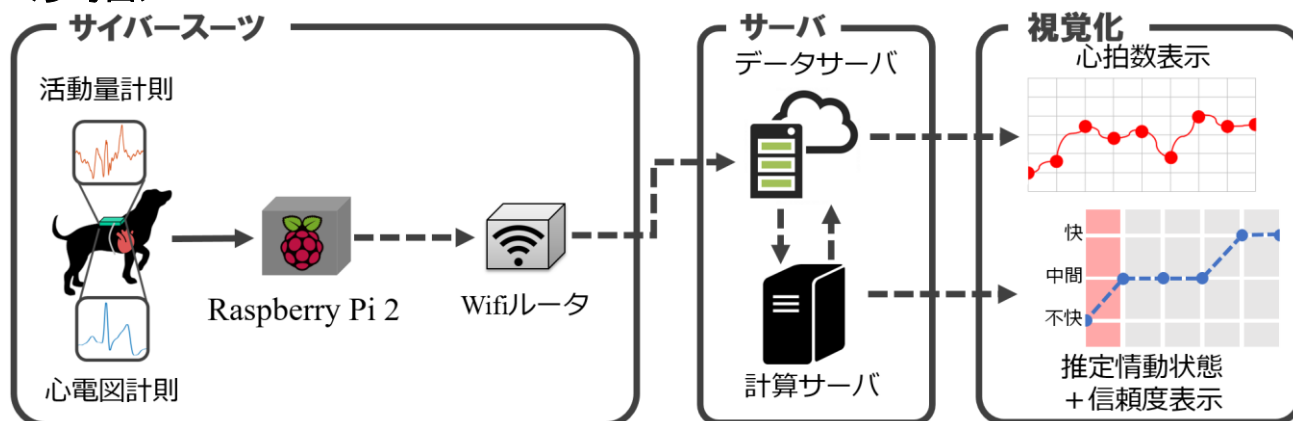 サイバースーツ
活動量計測
心電図計測
Raspberry Pi 2
Wifiルータ
サーバ
データサーバ
計算サーバ
視覚化
心拍数表示
快
中間
不快
推定情動状態
＋信頼度表示